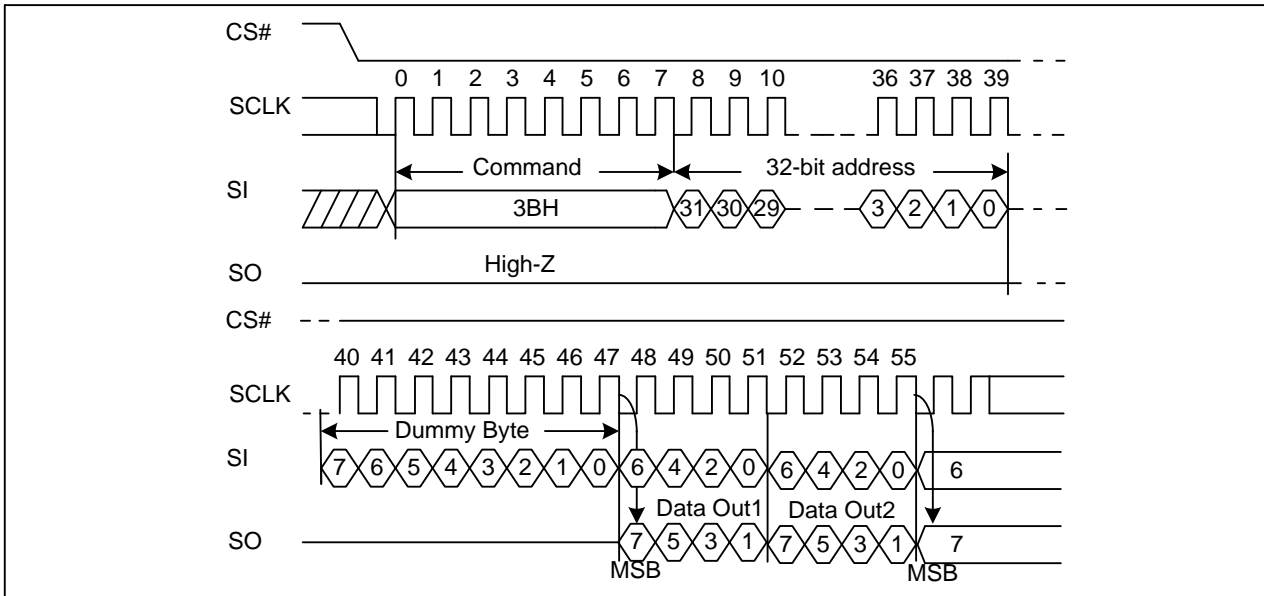 CS#
0 1 2 3 4 5 6 7 8 9 10 36 37 38 39
SCLK
Command 32-bit address
SI
3BH 31 30 29 3 2 1 0
High-Z
SO
CS#
40 41 42 43 44 45 46 47 48 49 50 51 52 53 54 55
SCLK
Dummy Byte
SI
7 6 5 4 3 2 1 0 6 4 2 0 6 4 2 0 6
Data Out1 Data Out2
SO
7 5 3 1 7 5 3 1 7
MSB MSB